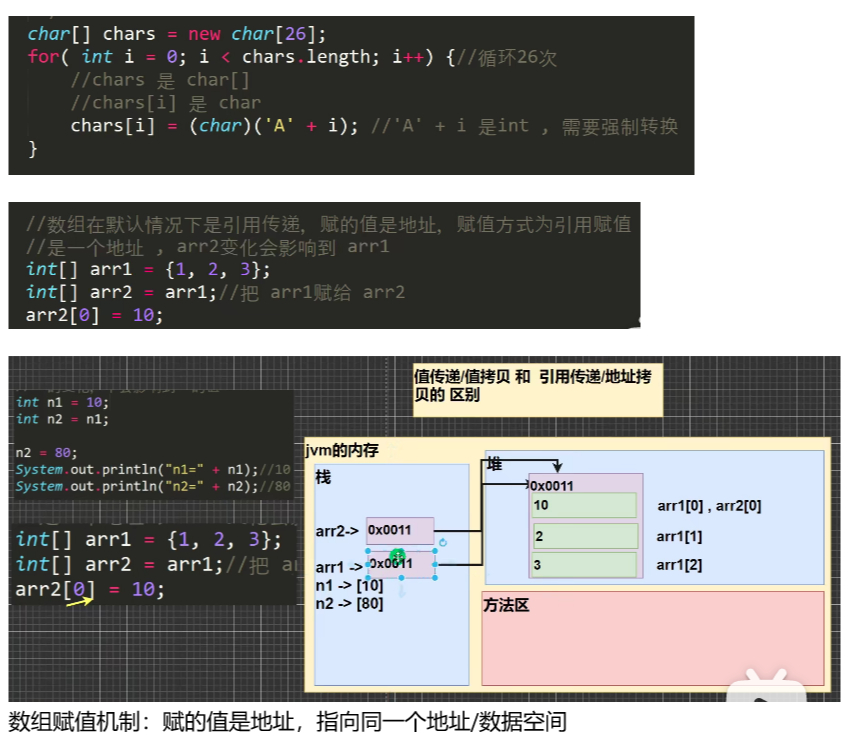 char[] chars = new char[26];
for( int i = 0; i < chars.length; i++) {//循环26次
//chars 是 char[]
//chars[i] 是 char
chars[i] = (char)('A' + i); //'A' + i 是int , 需要强制转换
}
//数组在默认情况下是引用传递, 赋的值是地址, 赋值方式为引用赋值
//是一个地址 , arr2变化会影响到 arr1
int[] arr1 = {1, 2, 3};
int[] arr2 = arr1;//把 arr1赋给 arr2
arr2[0] = 10;
值传递/值拷贝 和 引用传递/地址拷
贝的 区别
int n1 = 10;
int n2 = n1;
n2 = 80;
System.out.println("n1=" + n1);//10
System.out.println("n2=" + n2);//80
int[] arr1 = {1, 2, 3};
int[] arr2 = arr1;//把
arr2[0] = 10;
jvm的内存
栈
arr2-> 0x0011
arr1 -> 0x0011
n1 -> [10]
n2 -> [80]
堆
0x0011
10 arr1[0] , arr2[0]
2 arr1[1]
3 arr1[2]
方法区
数组赋值机制：赋的值是地址，指向同一个地址/数据空间